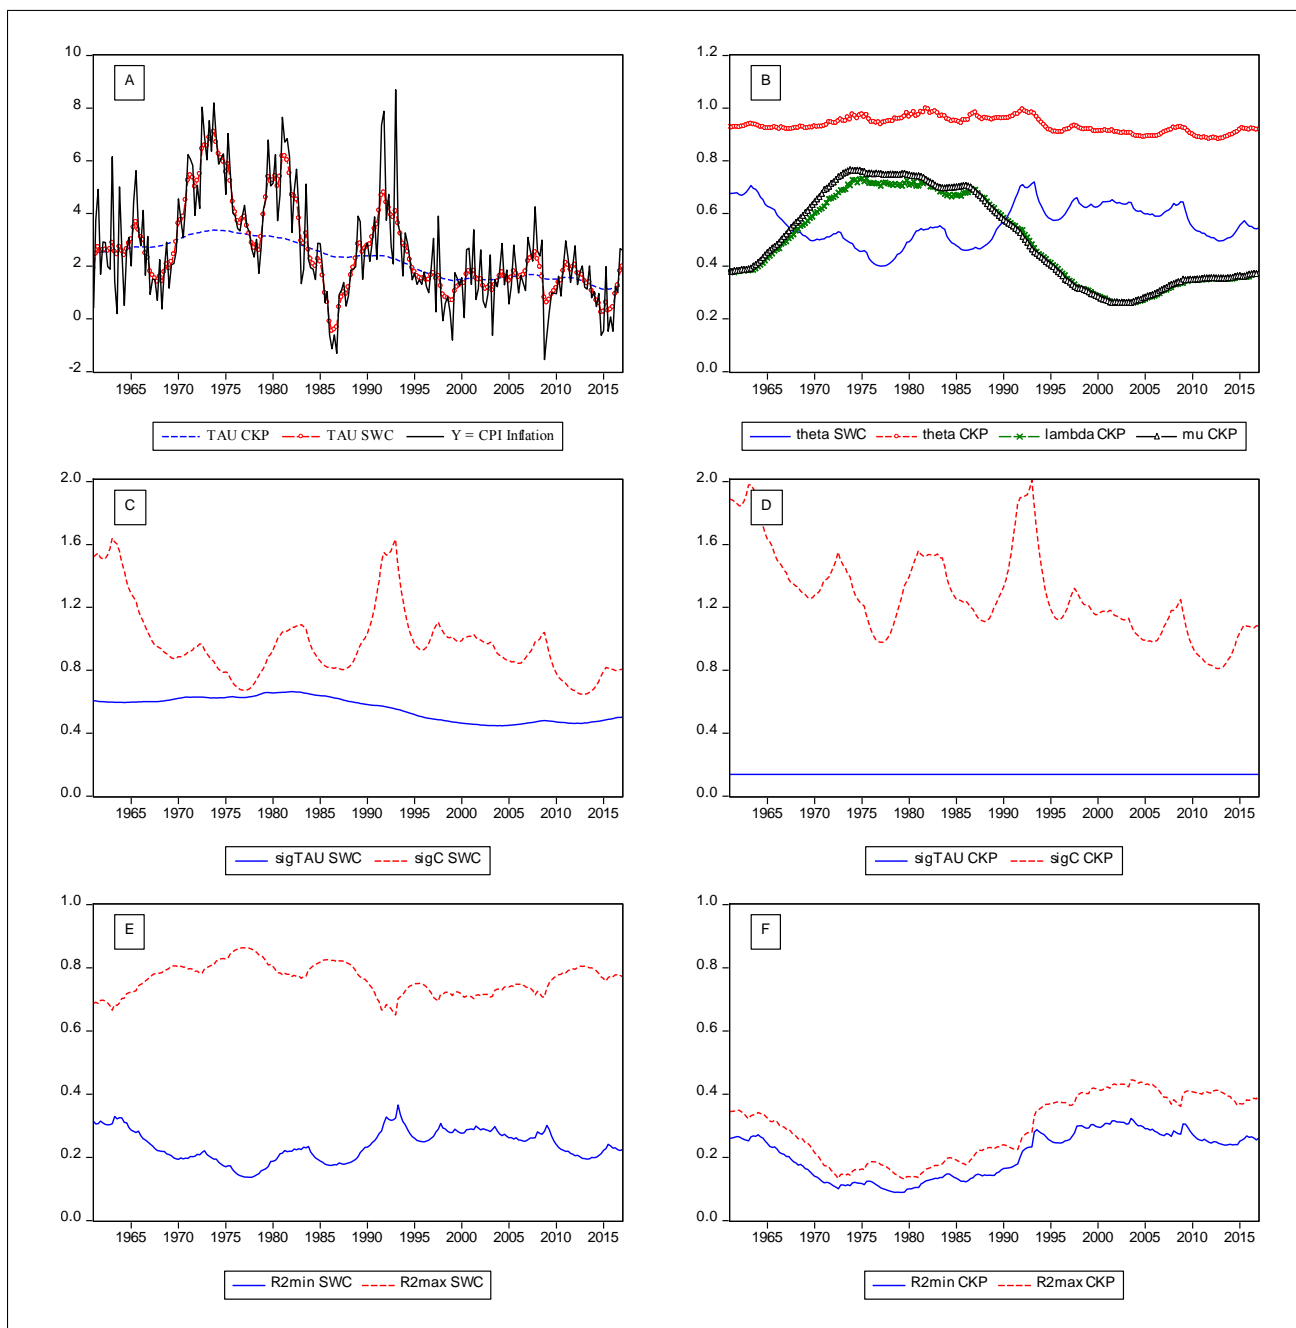 A
10
8
6
4
2
0
-2
1965 1970 1975 1980 1985 1990 1995 2000 2005 2010 2015
TAU CKP TAU SWC Y = CPI Inflation
B
1.2
1.0
0.8
0.6
0.4
0.2
0.0
1965 1970 1975 1980 1985 1990 1995 2000 2005 2010 2015
theta SWC theta CKP lambda CKP mu CKP
C
2.0
1.6
1.2
0.8
0.4
0.0
1965 1970 1975 1980 1985 1990 1995 2000 2005 2010 2015
sigTAU SWC sigC SWC
D
2.0
1.6
1.2
0.8
0.4
0.0
1965 1970 1975 1980 1985 1990 1995 2000 2005 2010 2015
sigTAU CKP sigC CKP
E
1.0
0.8
0.6
0.4
0.2
0.0
1965 1970 1975 1980 1985 1990 1995 2000 2005 2010 2015
R2min SWC R2max SWC
F
1.0
0.8
0.6
0.4
0.2
0.0
1965 1970 1975 1980 1985 1990 1995 2000 2005 2010 2015
R2min CKP R2max CKP